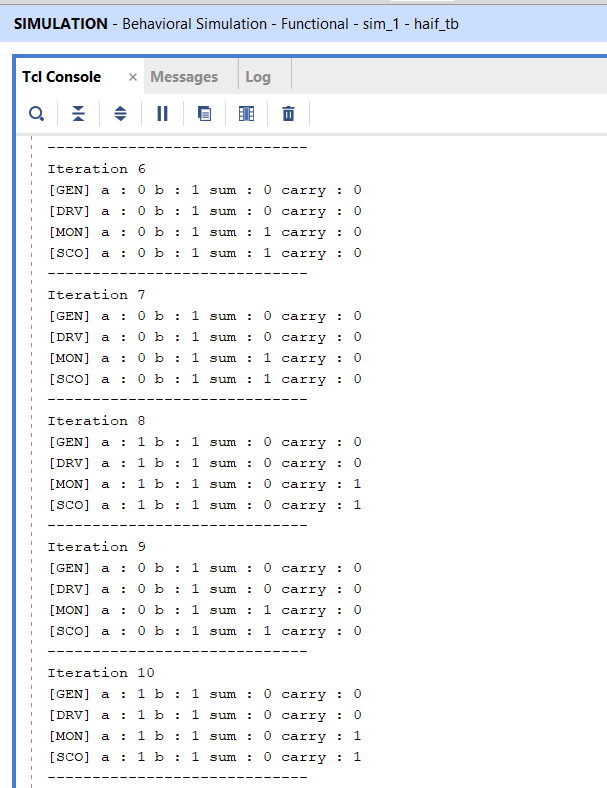 SIMULATION - Behavioral Simulation - Functional - sim_1 - haif_tb
Tcl Console × Messages Log
-----------------------------
Iteration 6
[GEN] a : 0 b : 1 sum : 0 carry : 0
[DRV] a : 0 b : 1 sum : 0 carry : 0
[MON] a : 0 b : 1 sum : 1 carry : 0
[SCO] a : 0 b : 1 sum : 1 carry : 0
-----------------------------
Iteration 7
[GEN] a : 0 b : 1 sum : 0 carry : 0
[DRV] a : 0 b : 1 sum : 0 carry : 0
[MON] a : 0 b : 1 sum : 1 carry : 0
[SCO] a : 0 b : 1 sum : 1 carry : 0
-----------------------------
Iteration 8
[GEN] a : 1 b : 1 sum : 0 carry : 0
[DRV] a : 1 b : 1 sum : 0 carry : 0
[MON] a : 1 b : 1 sum : 0 carry : 1
[SCO] a : 1 b : 1 sum : 0 carry : 1
-----------------------------
Iteration 9
[GEN] a : 0 b : 1 sum : 0 carry : 0
[DRV] a : 0 b : 1 sum : 0 carry : 0
[MON] a : 0 b : 1 sum : 1 carry : 0
[SCO] a : 0 b : 1 sum : 1 carry : 0
-----------------------------
Iteration 10
[GEN] a : 1 b : 1 sum : 0 carry : 0
[DRV] a : 1 b : 1 sum : 0 carry : 0
[MON] a : 1 b : 1 sum : 0 carry : 1
[SCO] a : 1 b : 1 sum : 0 carry : 1
-----------------------------